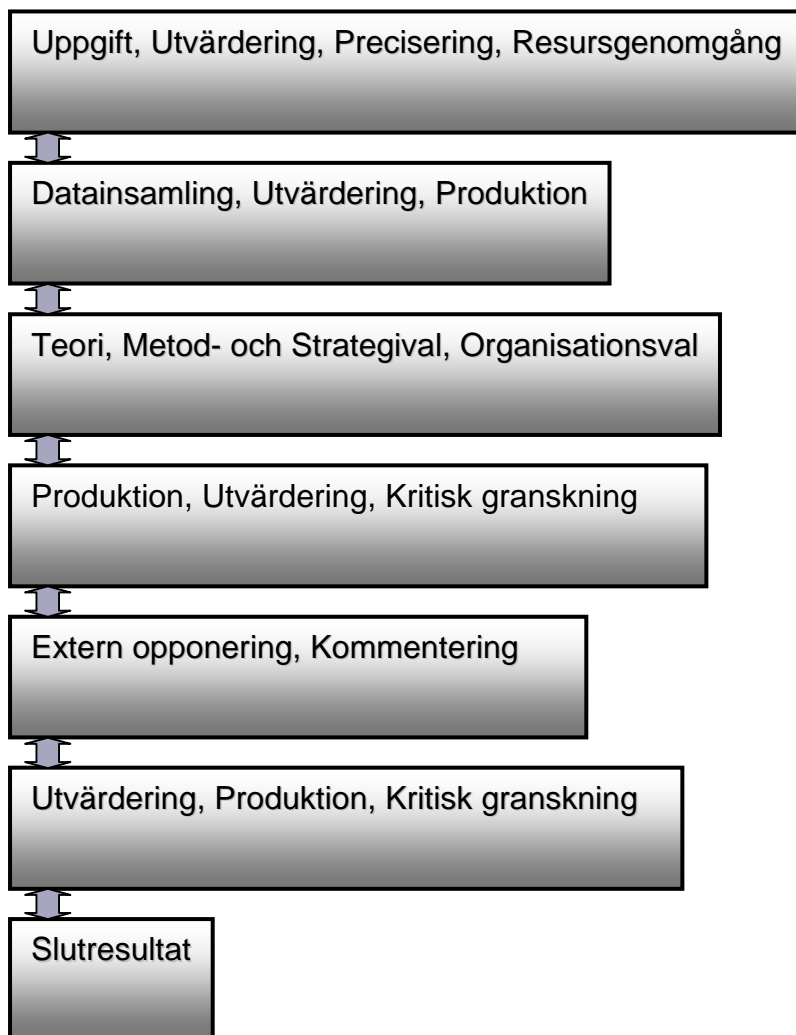 Uppgift, Utvärdering, Precisering, Resursgenomgång
Datainsamling, Utvärdering, Produktion
Teori, Metod- och Strategival, Organisationsval
Produktion, Utvärdering, Kritisk granskning
Extern opponering, Kommentering
Utvärdering, Produktion, Kritisk granskning
Slutresultat